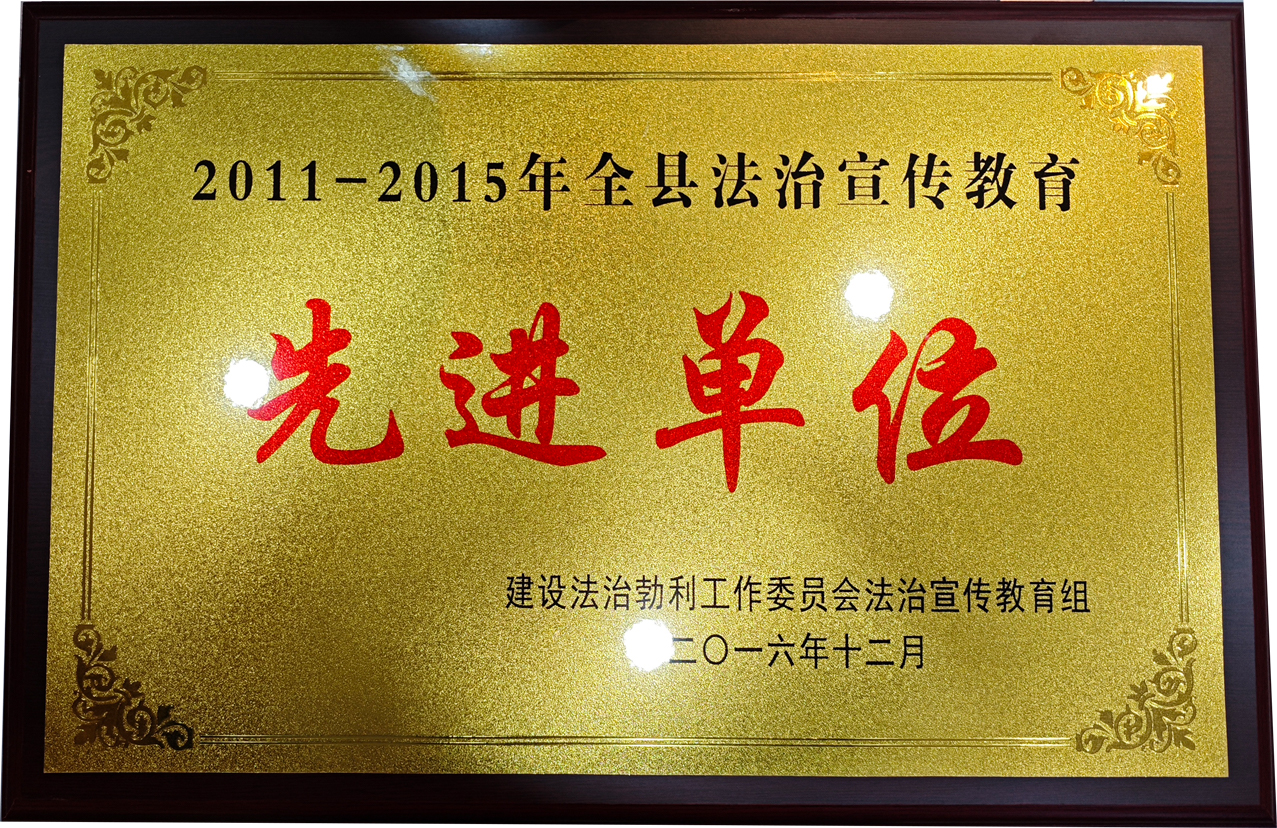 2011-2015年全县法治宣传教育
先进单位
建设法治勃利工作委员会法治宣传教育组
二〇一六年十二月